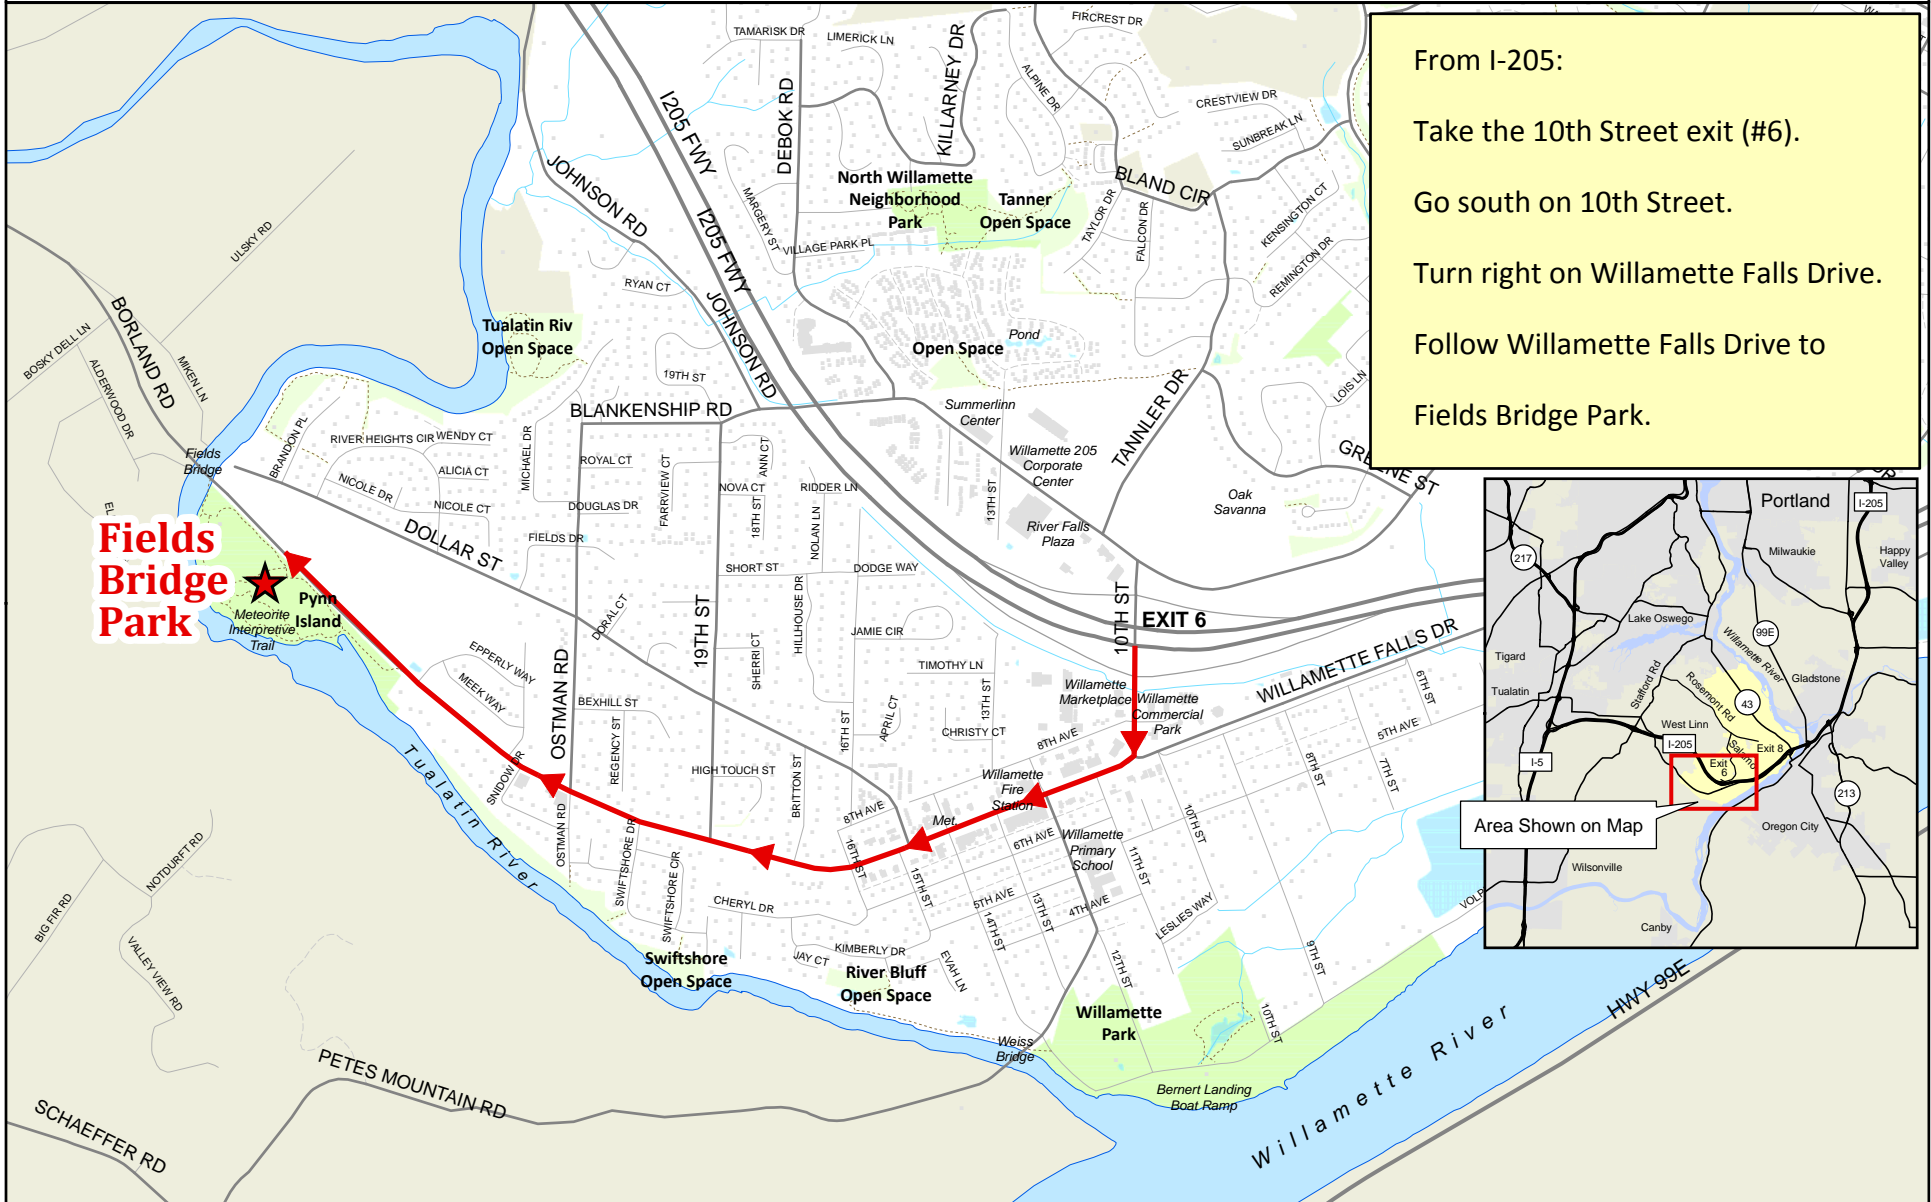 From I-205:
Take the 10th Street exit (#6).
Go south on 10th Street.
Turn right on Willamette Falls Drive.
Follow Willamette Falls Drive to
Fields Bridge Park.
TAMARISK DR
LIMERICK LN
KILLARNEY DR
FIRCREST DR
ALPINE DR
CRESTVIEW DR
SUNBREAK LN
I205 FWY
DEBOK RD
JOHNSON RD
MARGERY ST
North Willamette
Neighborhood
Park
Tanner
Open Space
BLAND CIR
TAYLOR DR
FALCON DR
KENSINGTON CT
REMINGTON DR
VILLAGE PARK PL
I205 FWY
ULSKY RD
RYAN CT
JOHNSON RD
BORLAND RD
BOSKY DELL LN
ALDERWOOD DR
MIKEN LN
Tualatin Riv
Open Space
Open Space
Pond
19TH ST
BLANKENSHIP RD
Summerlinn
Center
TANNLER DR
LOIS LN
GREENE ST
Willamette 205
Corporate
Center
13TH ST
River Falls
Plaza
Oak
Savanna
Fields
Bridge
BRANDON PL
RIVER HEIGHTS CIR
WENDY CT
MICHAEL DR
ALICIA CT
NICOLE DR
NICOLE CT
ROYAL CT
DOUGLAS DR
FARRVIEW CT
NOVA CT
ANN CT
18TH ST
RIDDER LN
NOLAN LN
FIELDS DR
DOLLAR ST
SHORT ST
DODGE WAY
Fields
Bridge
Park
Pynn
Island
Meteorite
Interpretive
Trail
DORAL CT
19TH ST
HILLHOUSE DR
SHERRI CT
JAMIE CIR
TIMOTHY LN
10TH ST
EXIT 6
WILLAMETTE FALLS DR
EPPERLY WAY
MEEK WAY
OSTMAN RD
BEXHILL ST
REGENCY ST
16TH ST
APRIL CT
13TH ST
CHRISTY CT
Willamette
Marketplace
Willamette
Commercial
Park
8TH AVE
6TH ST
5TH AVE
7TH ST
8TH ST
SNIDOW DR
HIGH TOUCH ST
BRITTON ST
8TH AVE
Willamette
Fire
Station
Met.
6TH AVE
Willamette
Primary
School
10TH ST
11TH ST
OSTMAN RD
SWIFTSHORE DR
SWIFTSHORE CIR
16TH ST
15TH ST
5TH AVE
14TH ST
13TH ST
4TH AVE
LESLIES WAY
CHERYL DR
KIMBERLY DR
JAY CT
EVAH LN
12TH ST
9TH ST
10TH ST
Tualatin River
Swiftshore
Open Space
River Bluff
Open Space
Willamette
Park
Weiss
Bridge
Bernert Landing
Boat Ramp
NOTDURFT RD
BIG FIR RD
VALLEY VIEW RD
PETES MOUNTAIN RD
SCHAEFFER RD
Willamette River
HWY 99E
Portland
I-205
217
Milwaukie
Happy
Valley
Lake Oswego
99E
Willamette River
Tigard
Tualatin
Stafford Rd
Rosemont Rd
Gladstone
43
West Linn
I-205
Salamo
Exit 8
Exit
6
I-5
213
Area Shown on Map
Oregon City
Wilsonville
Canby